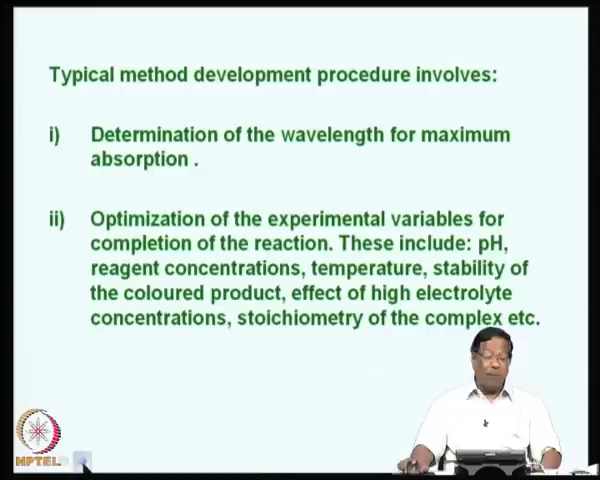 Typical method development procedure involves:
i) Determination of the wavelength for maximum
absorption .
ii) Optimization of the experimental variables for
completion of the reaction. These include: pH,
reagent concentrations, temperature, stability of
the coloured product, effect of high electrolyte
concentrations, stoichiometry of the complex etc.
NPTEL